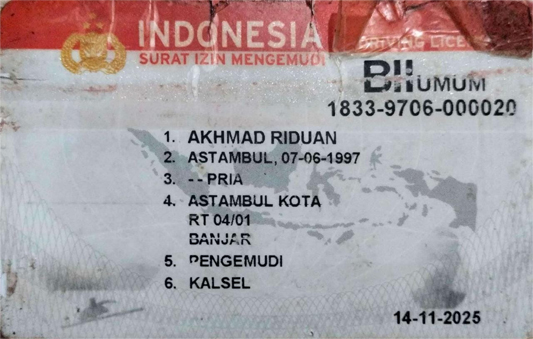 INDONESIA
SURAT IZIN MENGEMUDI
DRIVING LICE
BII UMUM
1833-9706-000020
1. AKHMAD RIDUAN
2. ASTAMBUL, 07-06-1997
3. - - PRIA
4. ASTAMBUL KOTA
RT 04/01
BANJAR
5. PENGEMUDI
6. KALSEL
14-11-2025